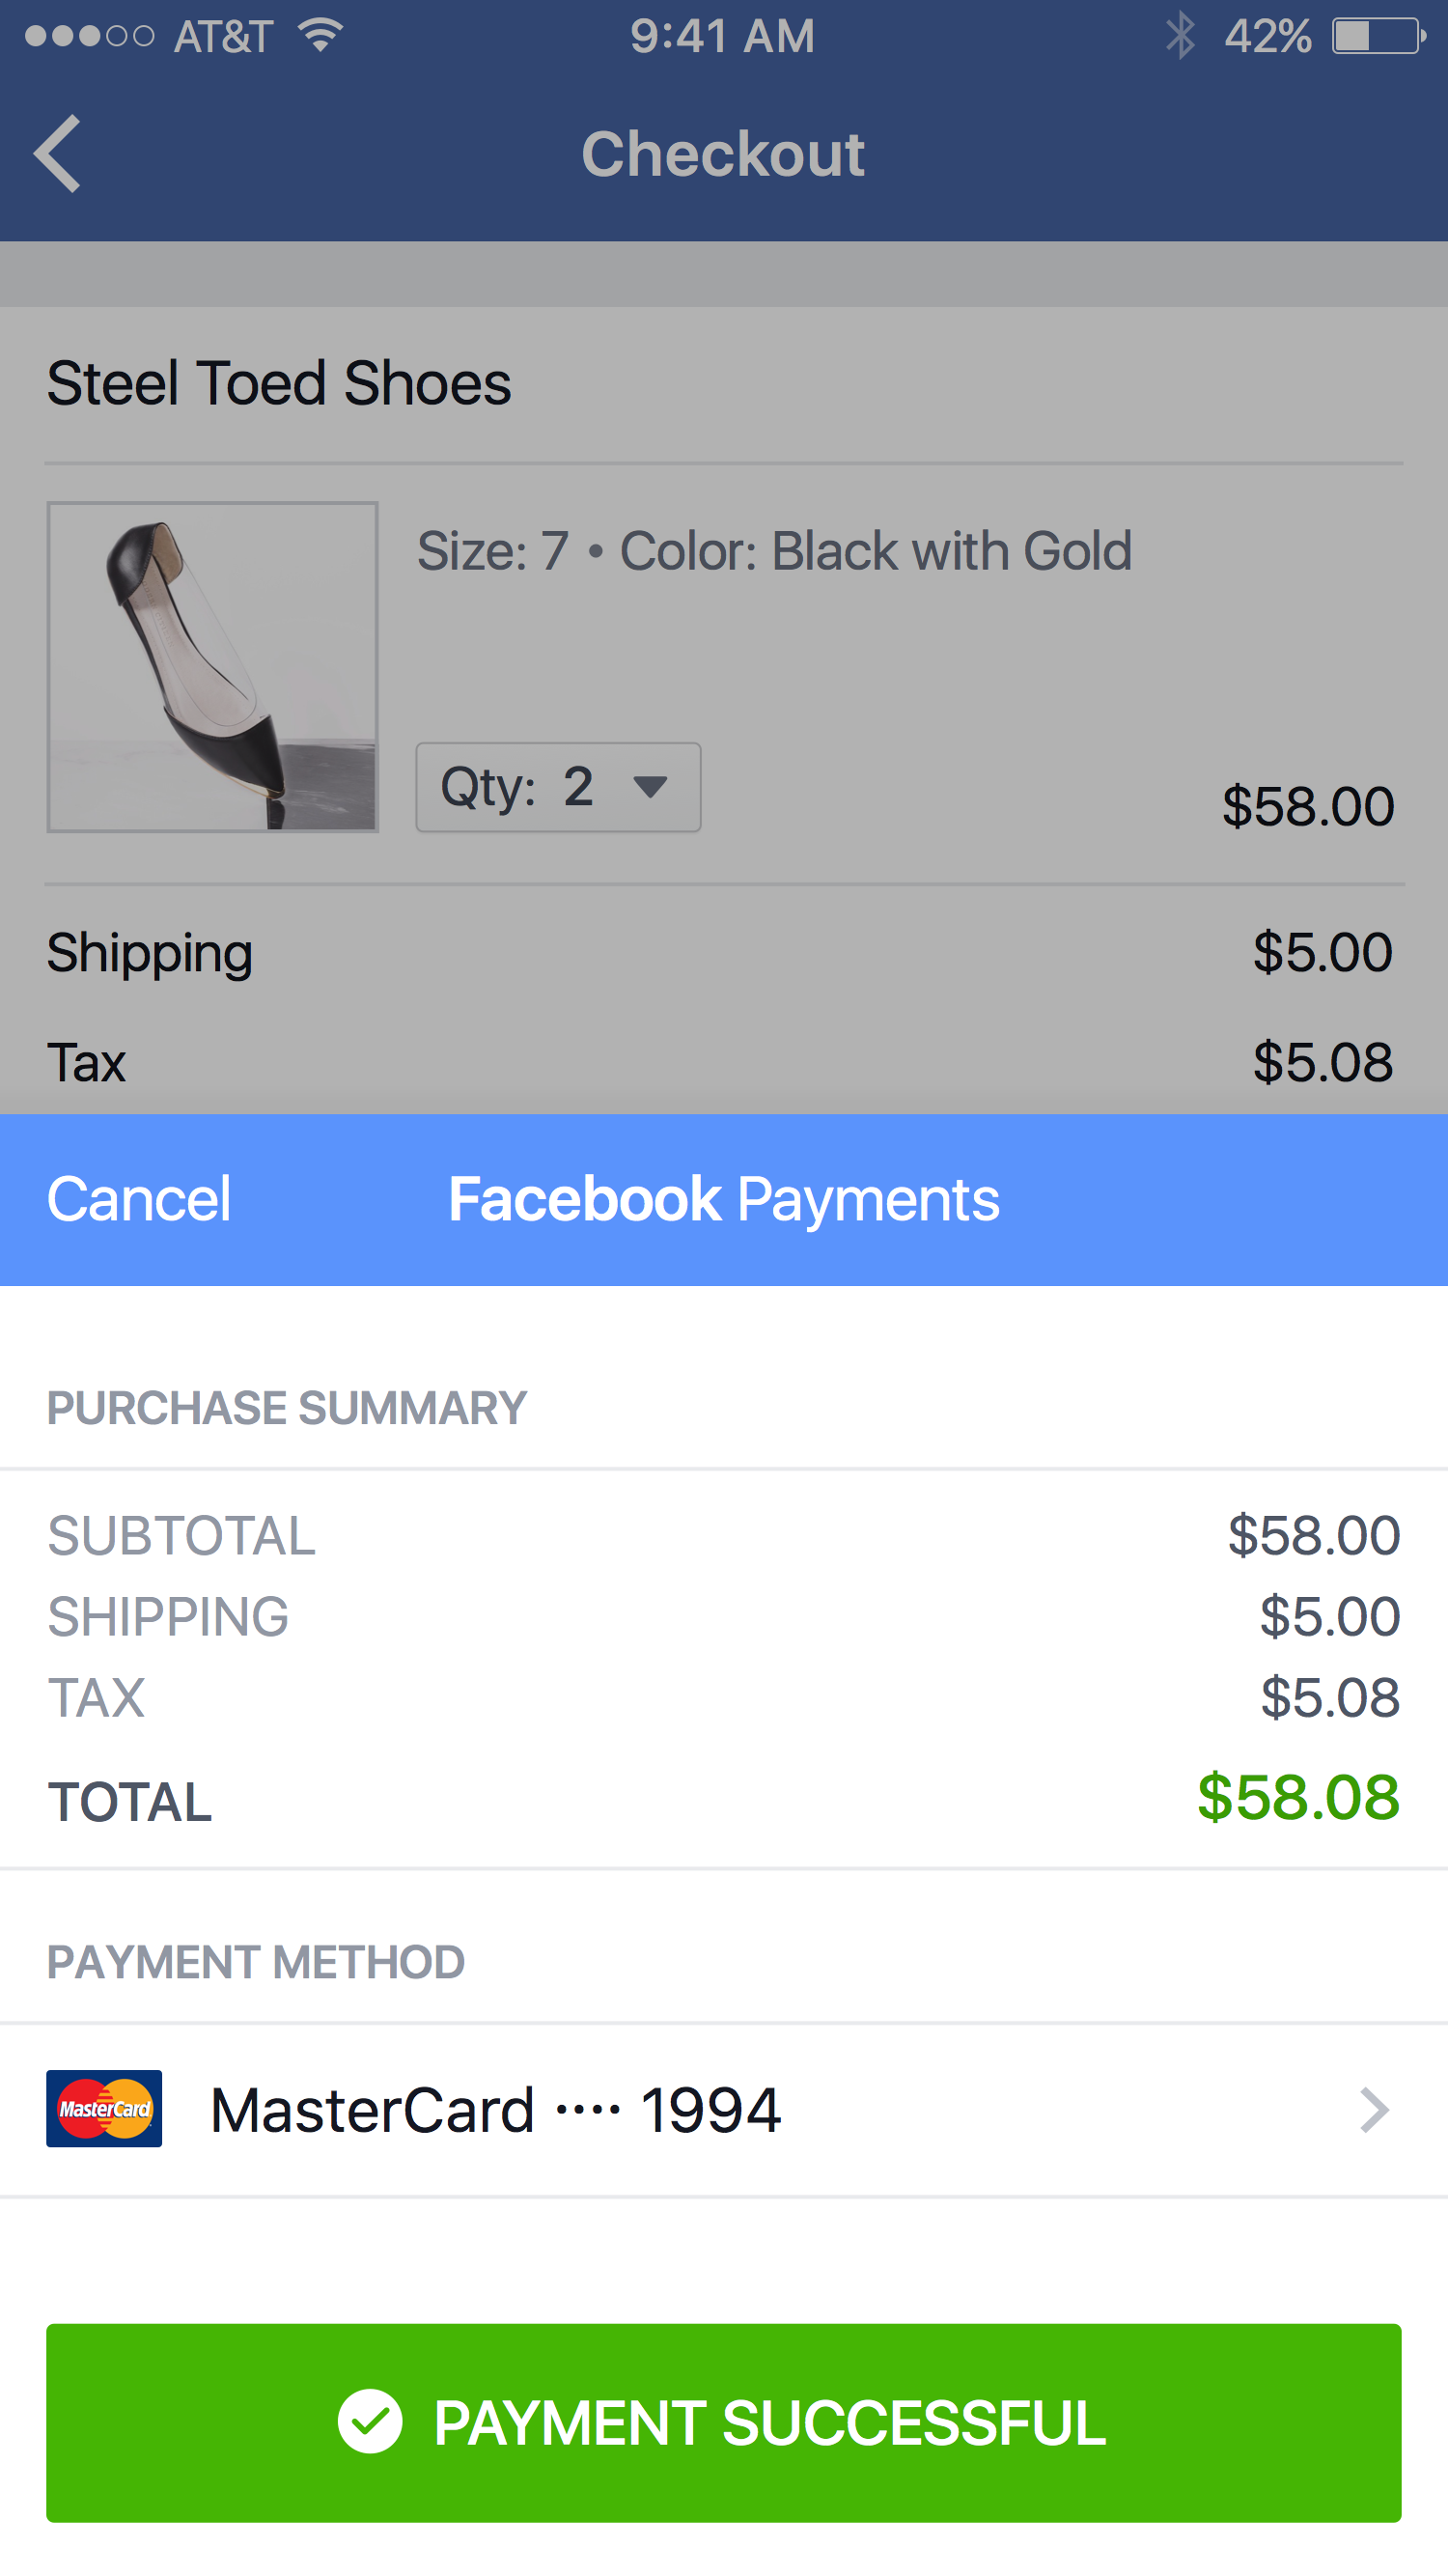 AT&T 9:41 AM 42%
Checkout
Steel Toed Shoes
Size: 7 • Color: Black with Gold
Qty: 2 $58.00
Shipping $5.00
Tax $5.08
Cancel Facebook Payments
PURCHASE SUMMARY
SUBTOTAL $58.00
SHIPPING $5.00
TAX $5.08
TOTAL $58.08
PAYMENT METHOD
MasterCard MasterCard •••• 1994
PAYMENT SUCCESSFUL